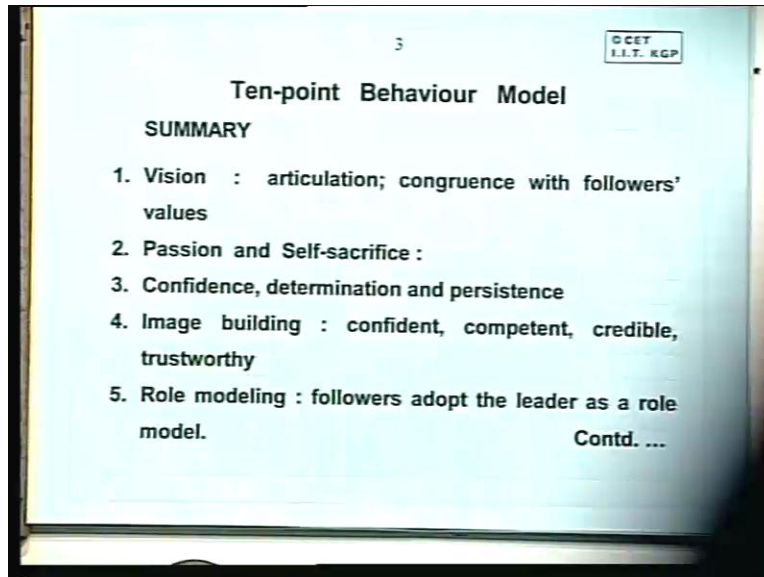 3
© CET
I.I.T. KGP
Ten-point Behaviour Model
SUMMARY
1. Vision : articulation; congruence with followers'
values
2. Passion and Self-sacrifice :
3. Confidence, determination and persistence
4. Image building : confident, competent, credible,
trustworthy
5. Role modeling : followers adopt the leader as a role
model.
Contd. ...